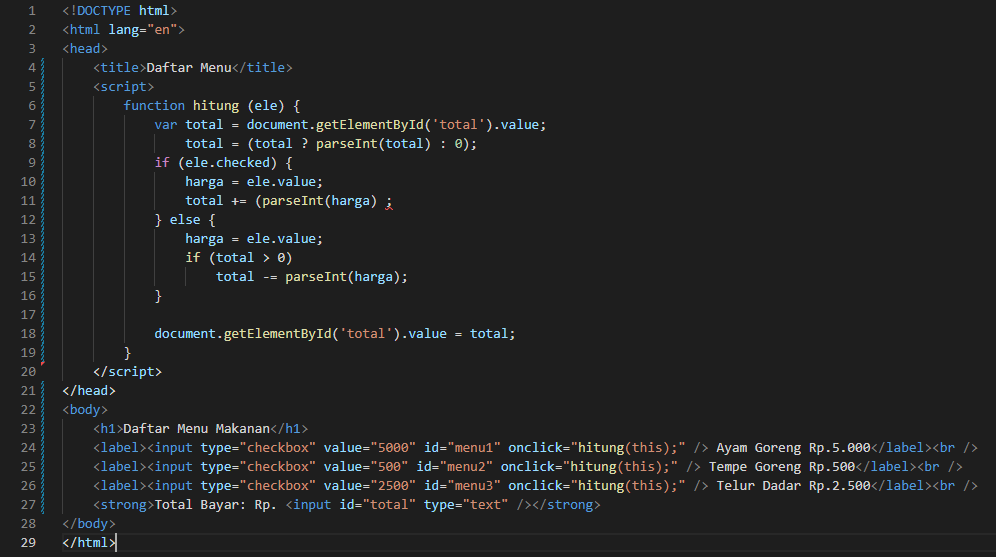 1 <!DOCTYPE html>
2 <html lang="en">
3 <head>
4     <title>Daftar Menu</title>
5     <script>
6         function hitung (ele) {
7             var total = document.getElementById('total').value;
8                 total = (total ? parseInt(total) : 0);
9             if (ele.checked) {
10                 harga = ele.value;
11                 total += (parseInt(harga) ;
12             } else {
13                 harga = ele.value;
14                 if (total > 0)
15                     total -= parseInt(harga);
16             }
17
18             document.getElementById('total').value = total;
19         }
20     </script>
21 </head>
22 <body>
23     <h1>Daftar Menu Makanan</h1>
24     <label><input type="checkbox" value="5000" id="menu1" onclick="hitung(this);" /> Ayam Goreng Rp.5.000</label><br />
25     <label><input type="checkbox" value="500" id="menu2" onclick="hitung(this);" /> Tempe Goreng Rp.500</label><br />
26     <label><input type="checkbox" value="2500" id="menu3" onclick="hitung(this);" /> Telur Dadar Rp.2.500</label><br />
27     <strong>Total Bayar: Rp. <input id="total" type="text" /></strong>
28 </body>
29 </html>